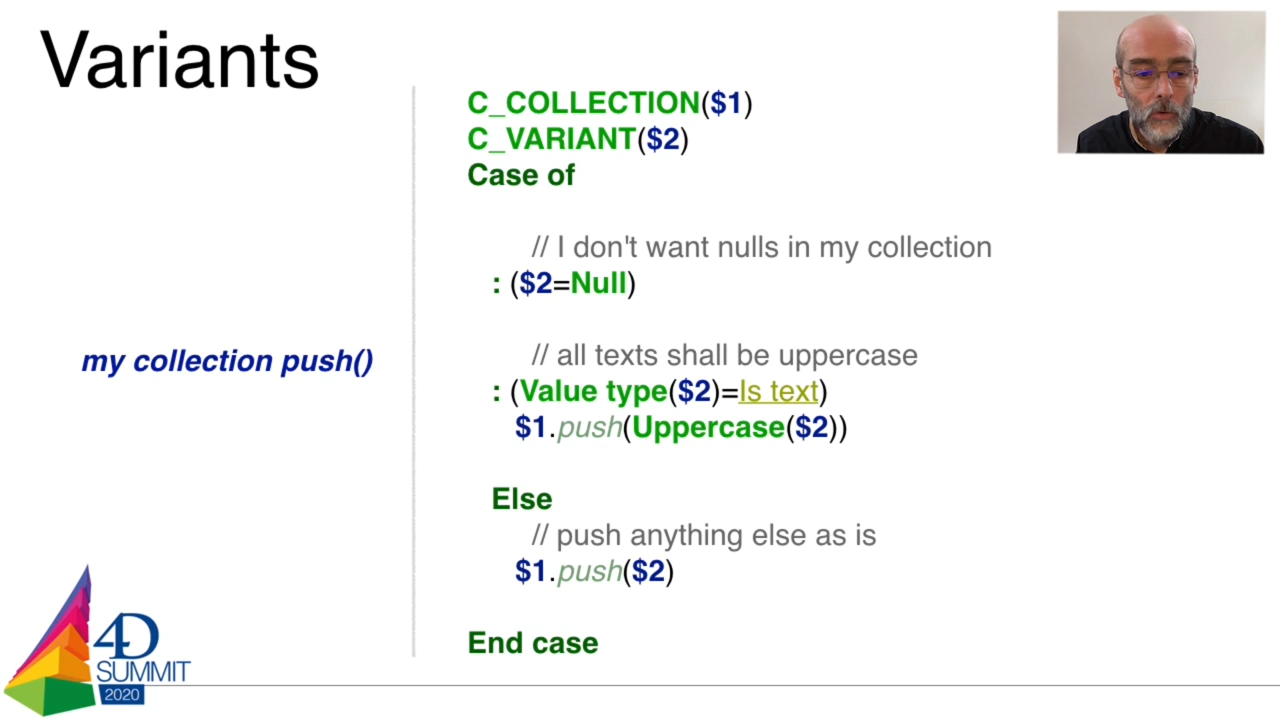 Variants
C_COLLECTION($1)
C_VARIANT($2)
Case of
// I don't want nulls in my collection
: ($2=Null)
my collection push()
// all texts shall be uppercase
: (Value type($2)=Is text)
$1.push(Uppercase($2))
Else
// push anything else as is
$1.push($2)
End case
4D
SUMMIT
2020